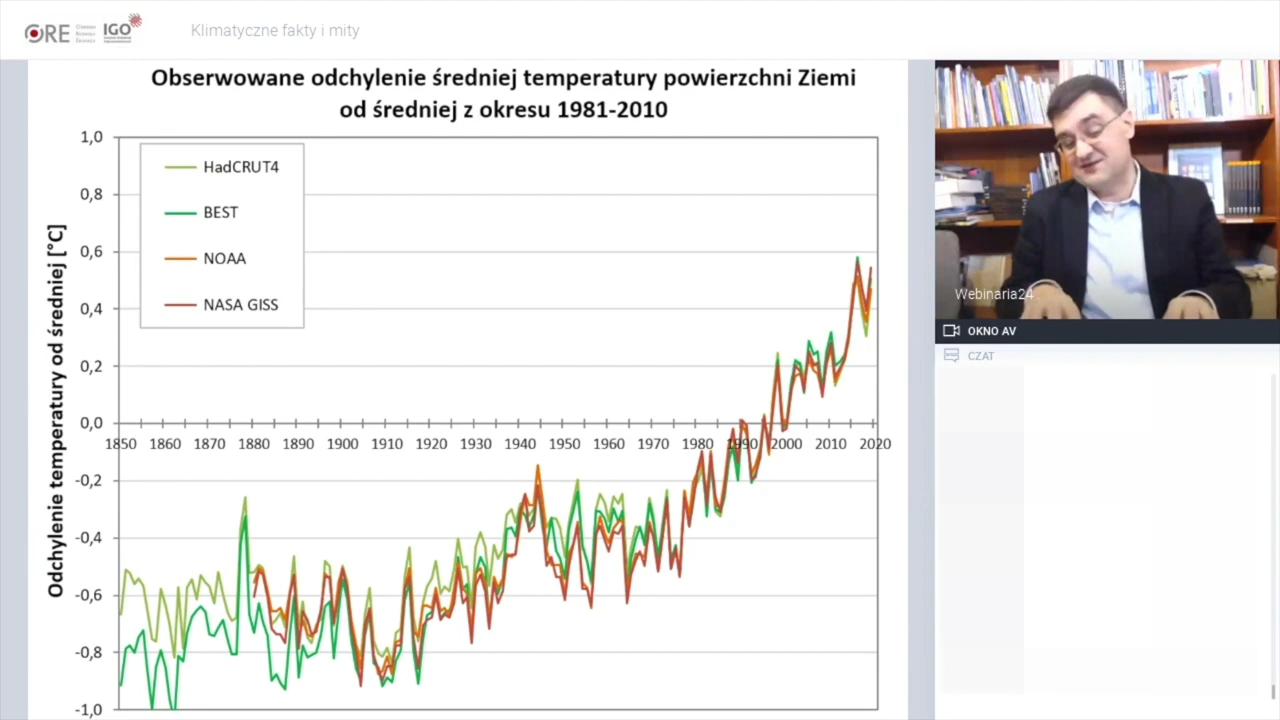 ORE
IGO
Klimatyczne fakty i mity
Obserwowane odchylenie średniej temperatury powierzchni Ziemi
od średniej z okresu 1981-2010
Odchylenie temperatury od średniej [°C]
1,0
0,8
0,6
0,4
0,2
0,0
-0,2
-0,4
-0,6
-0,8
-1,0
HadCRUT4
BEST
NOAA
NASA GISS
1850 1860 1870 1880 1890 1900 1910 1920 1930 1940 1950 1960 1970 1980 1990 2000 2010 2020
Webinaria24
OKNO AV
CZAT